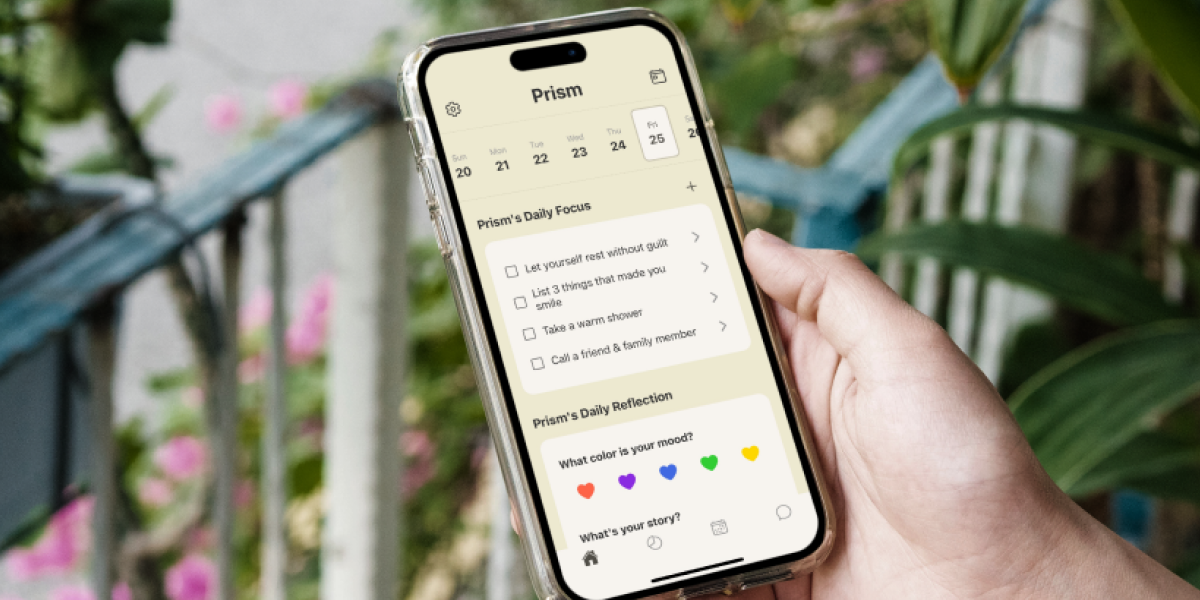 Prism
Sun Mon Tue Wed Thu Fri
20 21 22 23 24 25
Prism's Daily Focus
Let yourself rest without guilt
List 3 things that made you
smile
Take a warm shower
Call a friend & family member
Prism's Daily Reflection
What color is your mood?
What's your story?